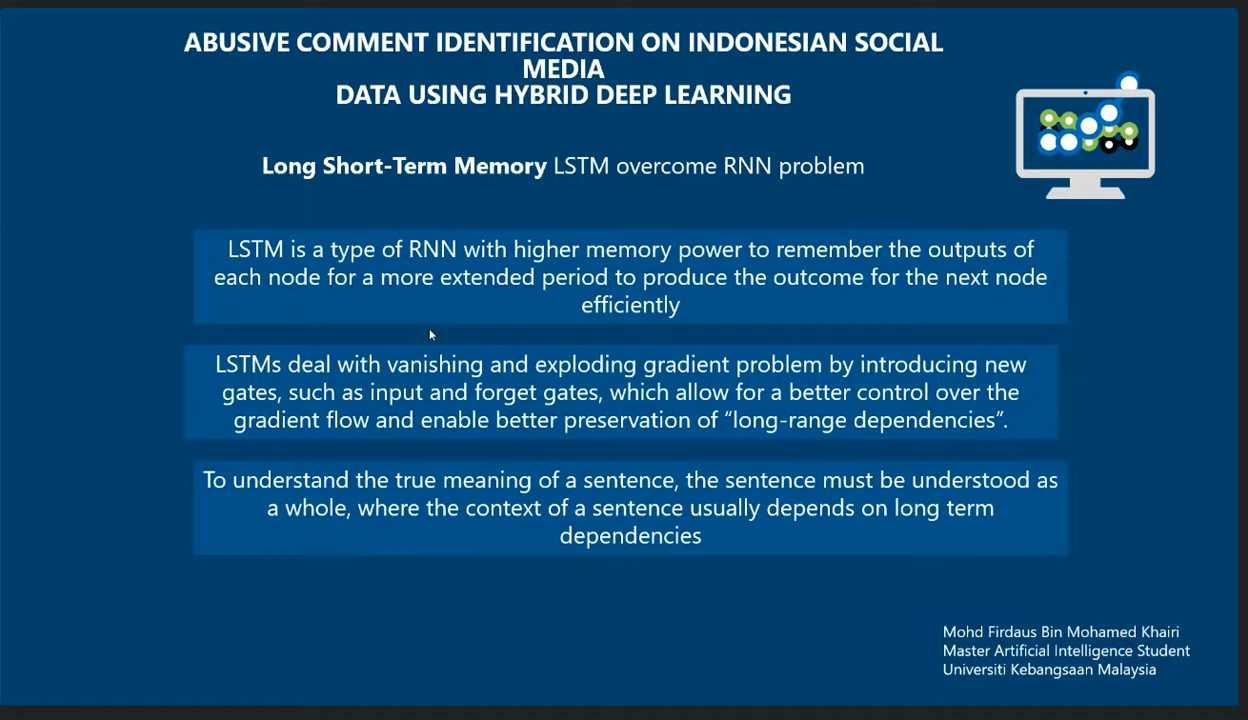 ABUSIVE COMMENT IDENTIFICATION ON INDONESIAN SOCIAL
MEDIA
DATA USING HYBRID DEEP LEARNING
Long Short-Term Memory LSTM overcome RNN problem
LSTM is a type of RNN with higher memory power to remember the outputs of
each node for a more extended period to produce the outcome for the next node
efficiently
LSTMs deal with vanishing and exploding gradient problem by introducing new
gates, such as input and forget gates, which allow for a better control over the
gradient flow and enable better preservation of “long-range dependencies”.
To understand the true meaning of a sentence, the sentence must be understood as
a whole, where the context of a sentence usually depends on long term
dependencies
Mohd Firdaus Bin Mohamed Khairi
Master Artificial Intelligence Student
Universiti Kebangsaan Malaysia